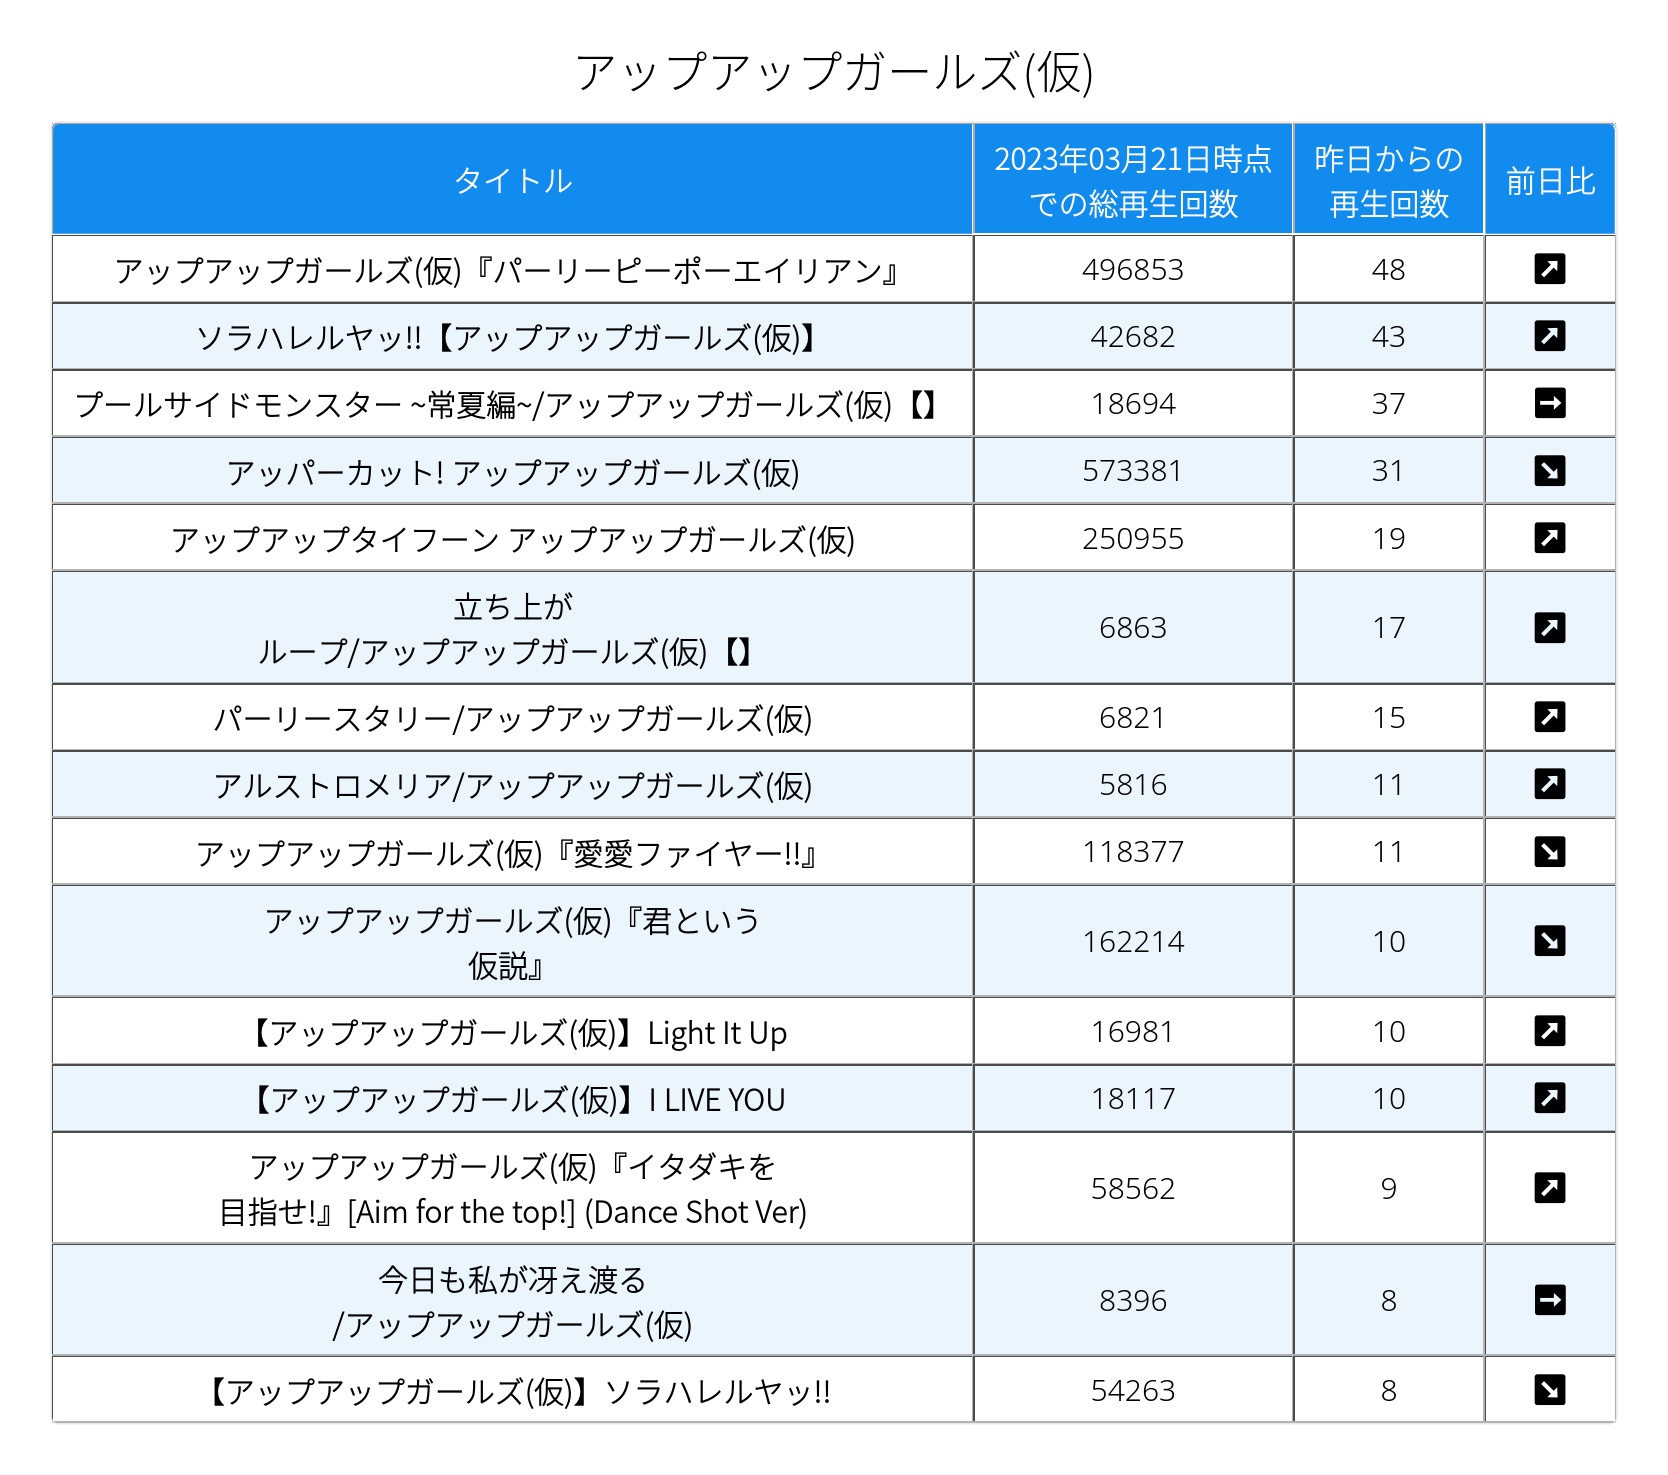 アップアップガールズ(仮)
タイトル
2023年03月21日時点
での総再生回数
昨日からの
再生回数
前日比
アップアップガールズ(仮)『パーリーピーポーエイリアン』 496853 48
ソラハレルヤッ!!【アップアップガールズ(仮)】 42682 43
プールサイドモンスター ~常夏編~/アップアップガールズ(仮)【】 18694 37
アッパーカット! アップアップガールズ(仮) 573381 31
アップアップタイフーン アップアップガールズ(仮) 250955 19
立ち上が
ループ/アップアップガールズ(仮)【】 6863 17
パーリースタリー/アップアップガールズ(仮) 6821 15
アルストロメリア/アップアップガールズ(仮) 5816 11
アップアップガールズ(仮)『愛愛ファイヤー!!』 118377 11
アップアップガールズ(仮)『君という
仮説』 162214 10
【アップアップガールズ(仮)】Light It Up 16981 10
【アップアップガールズ(仮)】I LIVE YOU 18117 10
アップアップガールズ(仮)『イタダキを
目指せ!』[Aim for the top!] (Dance Shot Ver) 58562 9
今日も私が冴え渡る
/アップアップガールズ(仮) 8396 8
【アップアップガールズ(仮)】ソラハレルヤッ!! 54263 8